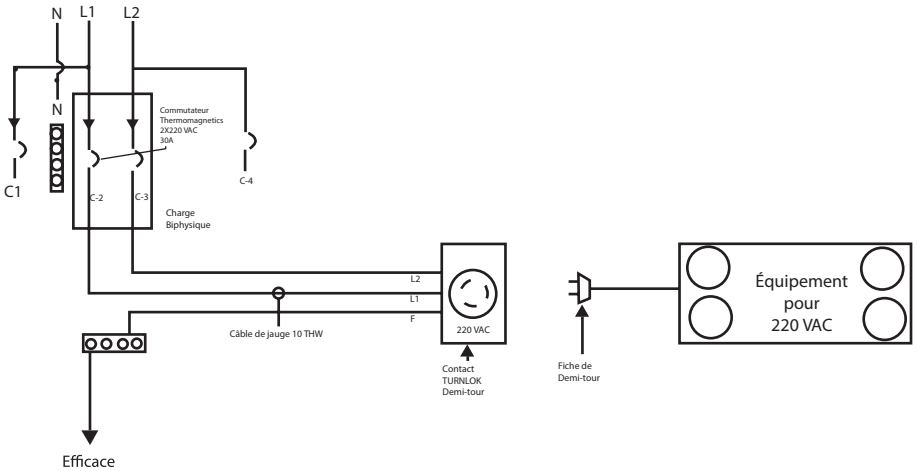 N
L1
L2
N
Commutateur
Thermomagnetics
2X220 VAC
30A
C1
C-2
C-3
C-4
Charge
Biphysique
L2
L1
F
220 VAC
Câble de jauge 10 THW
Contact
TURNLOK
Demi-tour
Fiche de
Demi-tour
Équipement
pour
220 VAC
Efficace